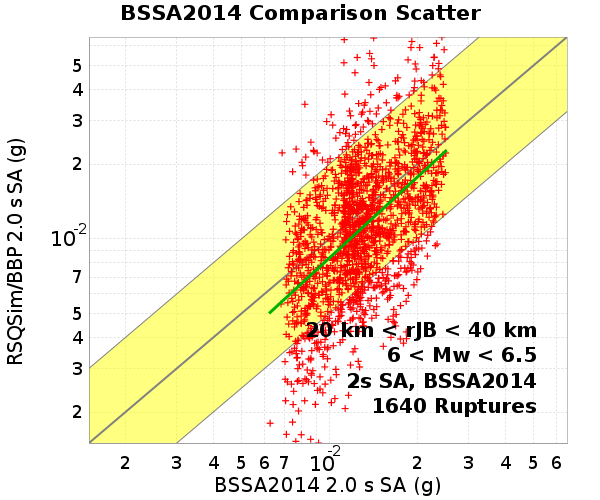 BSSA2014 Comparison Scatter
RSQSim/BBP 2.0 s SA (g)
5
4
3
2
10-2
7
5
4
3
2
20 km < rJB < 40 km
6 < Mw < 6.5
2s SA, BSSA2014
1640 Ruptures
2 3 4 5 6 7 10-2 2 3 4 5 6
BSSA2014 2.0 s SA (g)